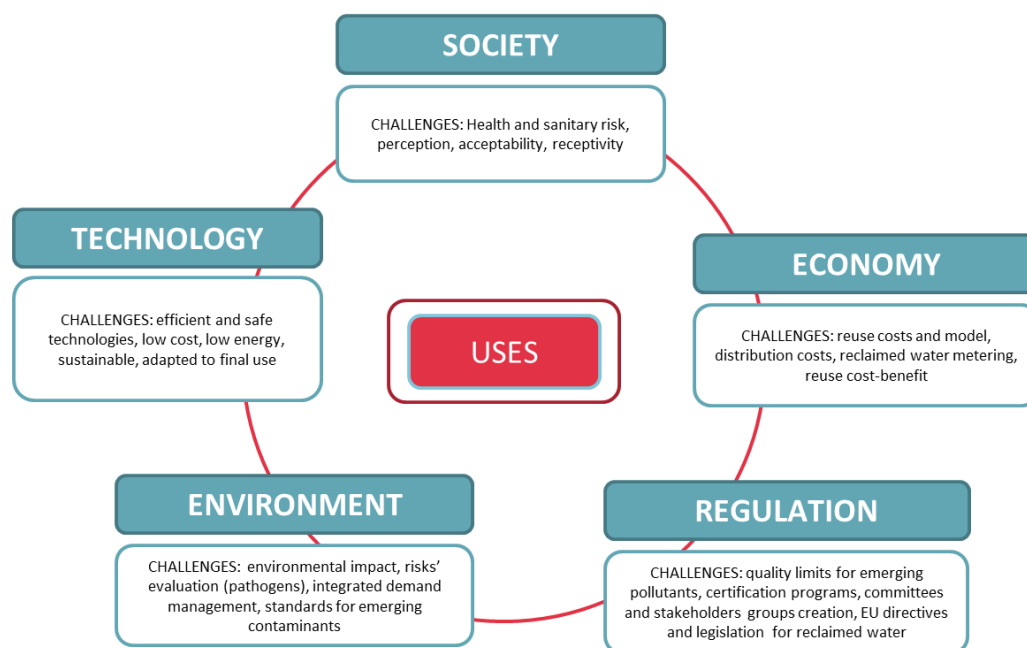 SOCIETY
CHALLENGES: Health and sanitary risk,
perception, acceptability, receptivity
TECHNOLOGY
CHALLENGES: efficient and safe
technologies, low cost, low energy,
sustainable, adapted to final use
ECONOMY
CHALLENGES: reuse costs and model,
distribution costs, reclaimed water metering,
reuse cost-benefit
USES
ENVIRONMENT
CHALLENGES: environmental impact, risks’
evaluation (pathogens), integrated demand
management, standards for emerging
contaminants
REGULATION
CHALLENGES: quality limits for emerging
pollutants, certification programs, committees
and stakeholders groups creation, EU directives
and legislation for reclaimed water